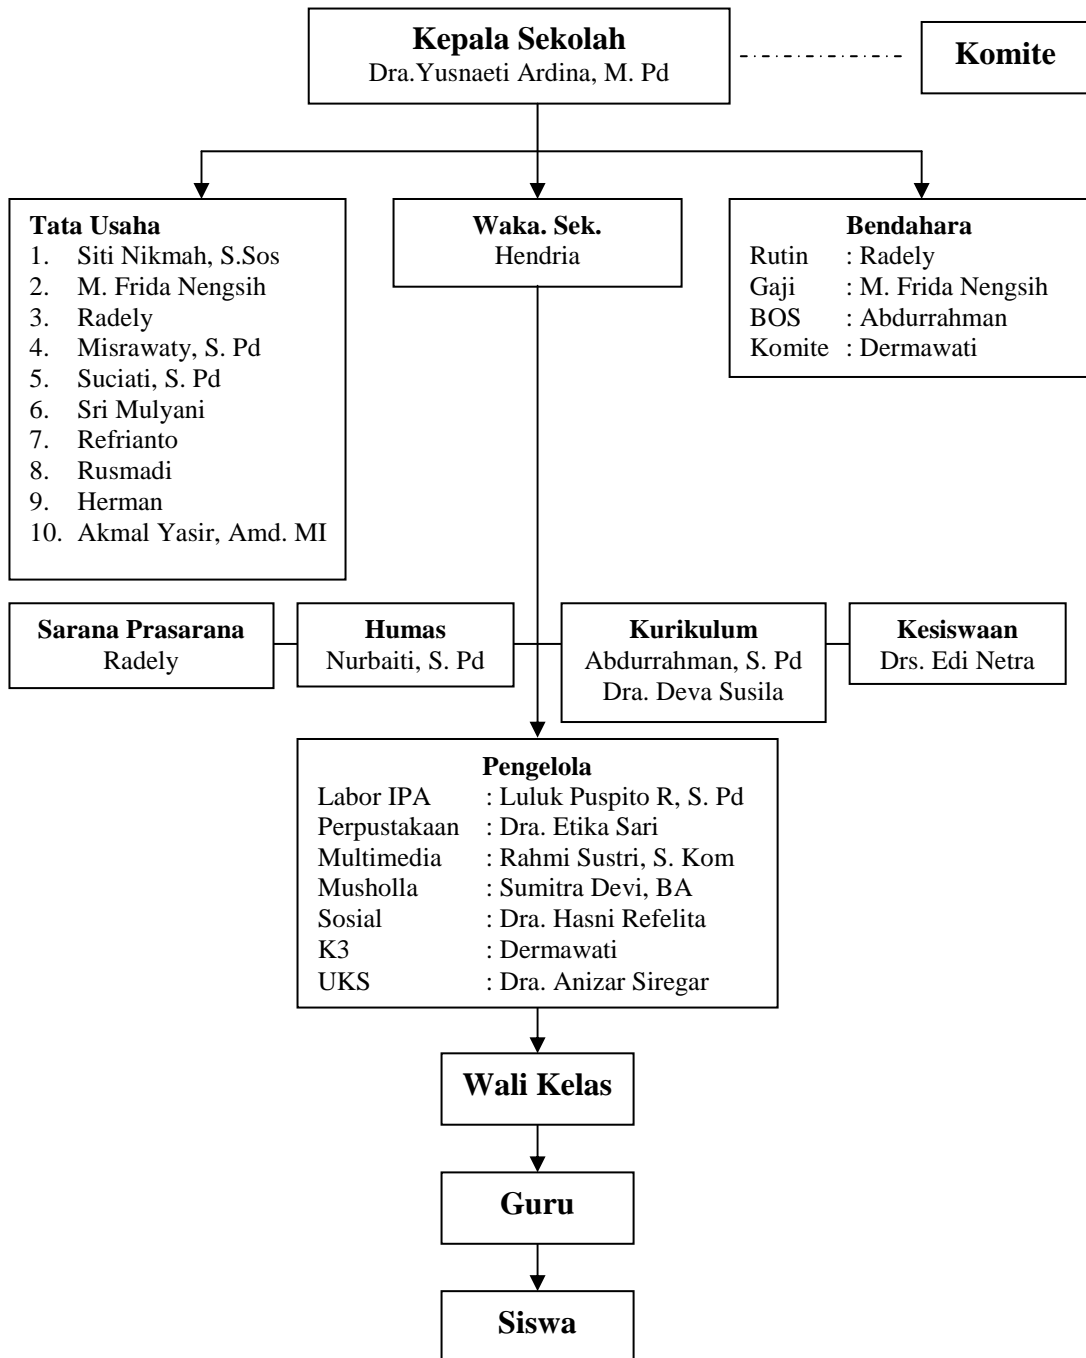 Kepala Sekolah
Dra.Yusnaeti Ardina, M. Pd
Komite
Tata Usaha
1. Siti Nikmah, S.Sos
2. M. Frida Nengsih
3. Radely
4. Misrawaty, S. Pd
5. Suciati, S. Pd
6. Sri Mulyani
7. Refrianto
8. Rusmadi
9. Herman
10. Akmal Yasir, Amd. MI
Waka. Sek.
Hendria
Bendahara
Rutin : Radely
Gaji : M. Frida Nengsih
BOS : Abdurrahman
Komite : Dermawati
Sarana Prasarana
Radely
Humas
Nurbaiti, S. Pd
Kurikulum
Abdurrahman, S. Pd
Dra. Deva Susila
Kesiswaan
Drs. Edi Netra
Pengelola
Labor IPA : Luluk Puspito R, S. Pd
Perpustakaan : Dra. Etika Sari
Multimedia : Rahmi Sustri, S. Kom
Musholla : Sumitra Devi, BA
Sosial : Dra. Hasni Refelita
K3 : Dermawati
UKS : Dra. Anizar Siregar
Wali Kelas
Guru
Siswa